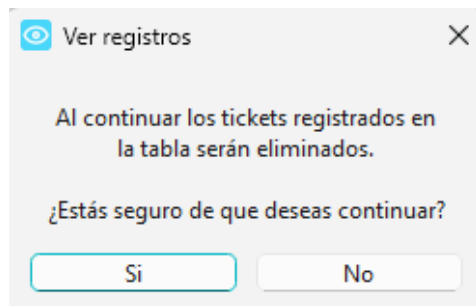 Ver registros
Al continuar los tickets registrados en
la tabla serán eliminados.
¿Estás seguro de que deseas continuar?
Si
No